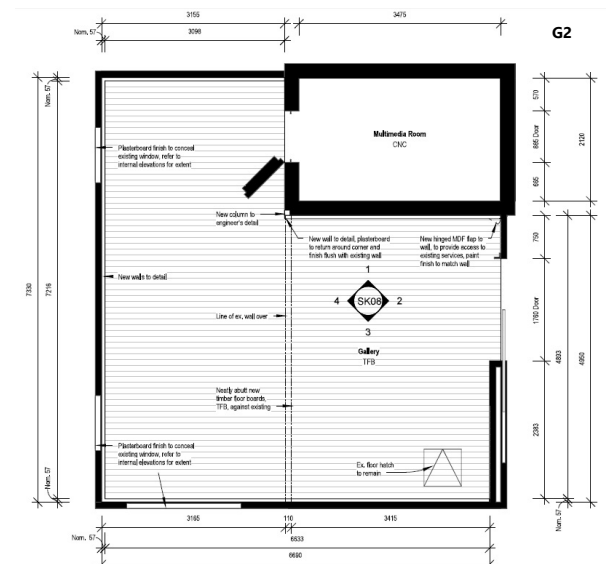 3155
3475
G2
Nom. 57
3098
Nom. 57
570
Multimedia Room
CNC
885 Door
2120
Plasterboard finish to conceal
existing window, refer to
internal elevations for extent
665
New column to
engineer's detail
New wall to detail, plasterboard
to return around corner and
finish flush with existing wall
New hinged MDF flap to
wall, to provide access to
existing services, paint
finish to match wall
750
7330
7216
New walls to detail
1
4
SK08
2
3
1760 Door
Line of ex. wall over
4893
4950
Gallery
TFB
Neatly abutt new
timber floor boards,
TFB, against existing
2383
Plasterboard finish to conceal
existing window, refer to
internal elevations for extent
Ex. floor hatch
to remain
Nom. 57
Nom. 57
3165
110
3415
Nom. 57
6633
6690